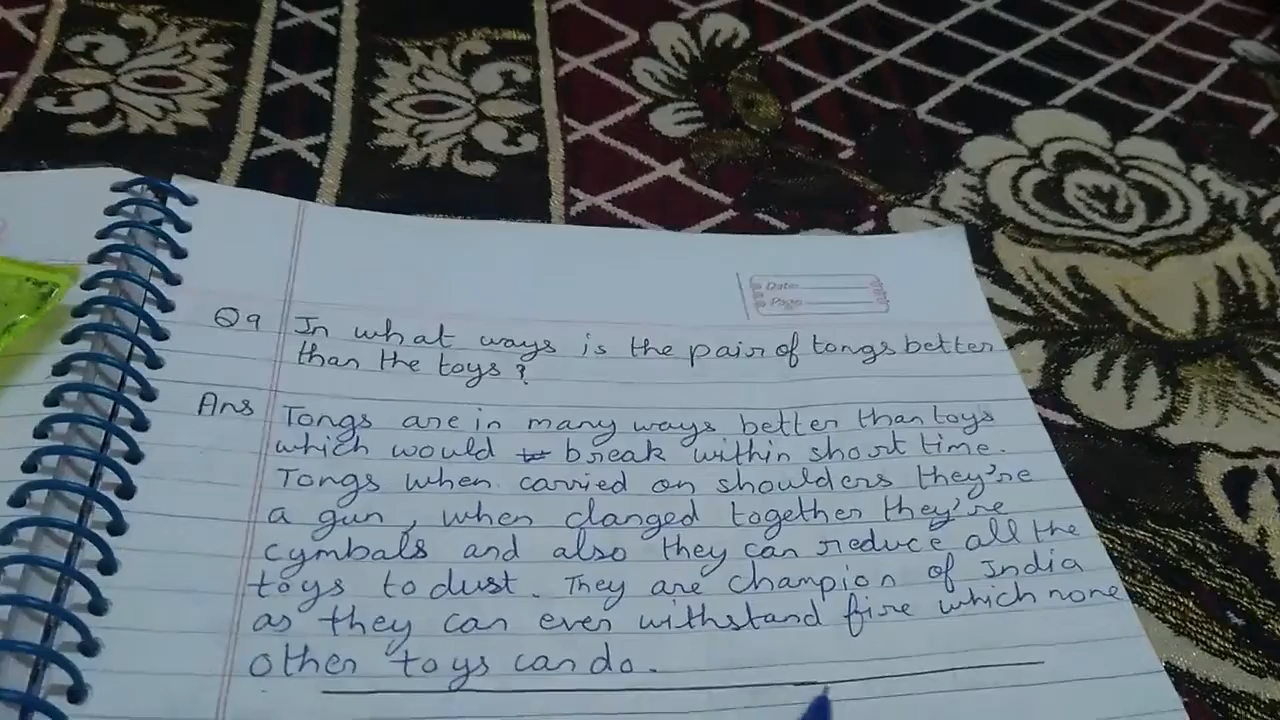 Date
Page
Q9 In what ways is the pair of tongs better
than the toys?
Ans Tongs are in many ways better than toys
which would break within short time.
Tongs when carried on shoulders they're
a gun, when clanged together they're
cymbals and also they can reduce all the
toys to dust. They are champion of India
as they can even withstand fire which none
other toys can do.